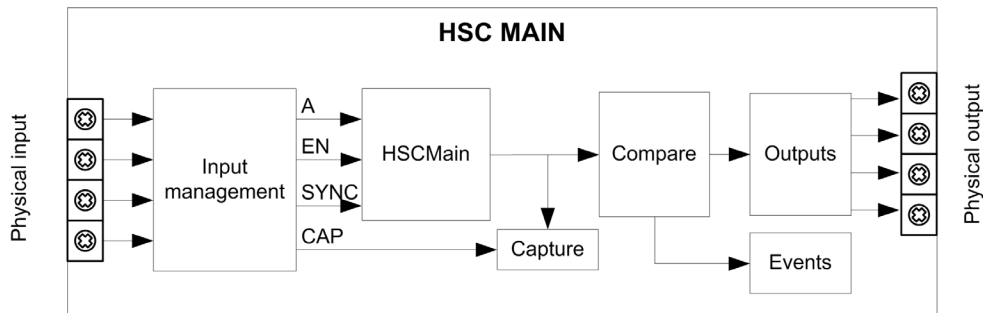 HSC MAIN
Physical input
Input
management
A
EN
SYNC
CAP
HSCMain
Capture
Compare
Outputs
Events
Physical output